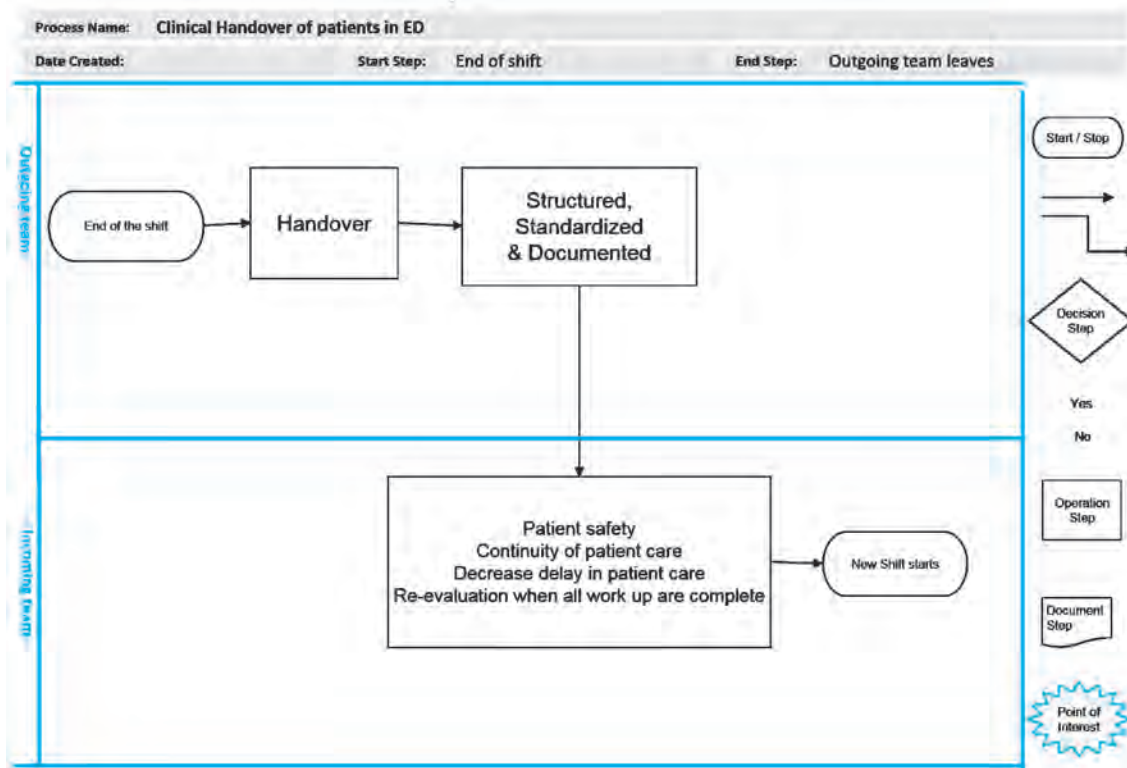 Process Name: Clinical Handover of patients in ED
Date Created: Start Step: End of shift End Step: Outgoing team leaves
Outgoing team
End of the shift
Handover
Structured,
Standardized
& Documented
Incoming team
Patient safety
Continuity of patient care
Decrease delay in patient care
Re-evaluation when all work up are complete
New Shift starts
Start / Stop
Decision
Step
Yes
No
Operation
Step
Document
Step
Point of
Interest